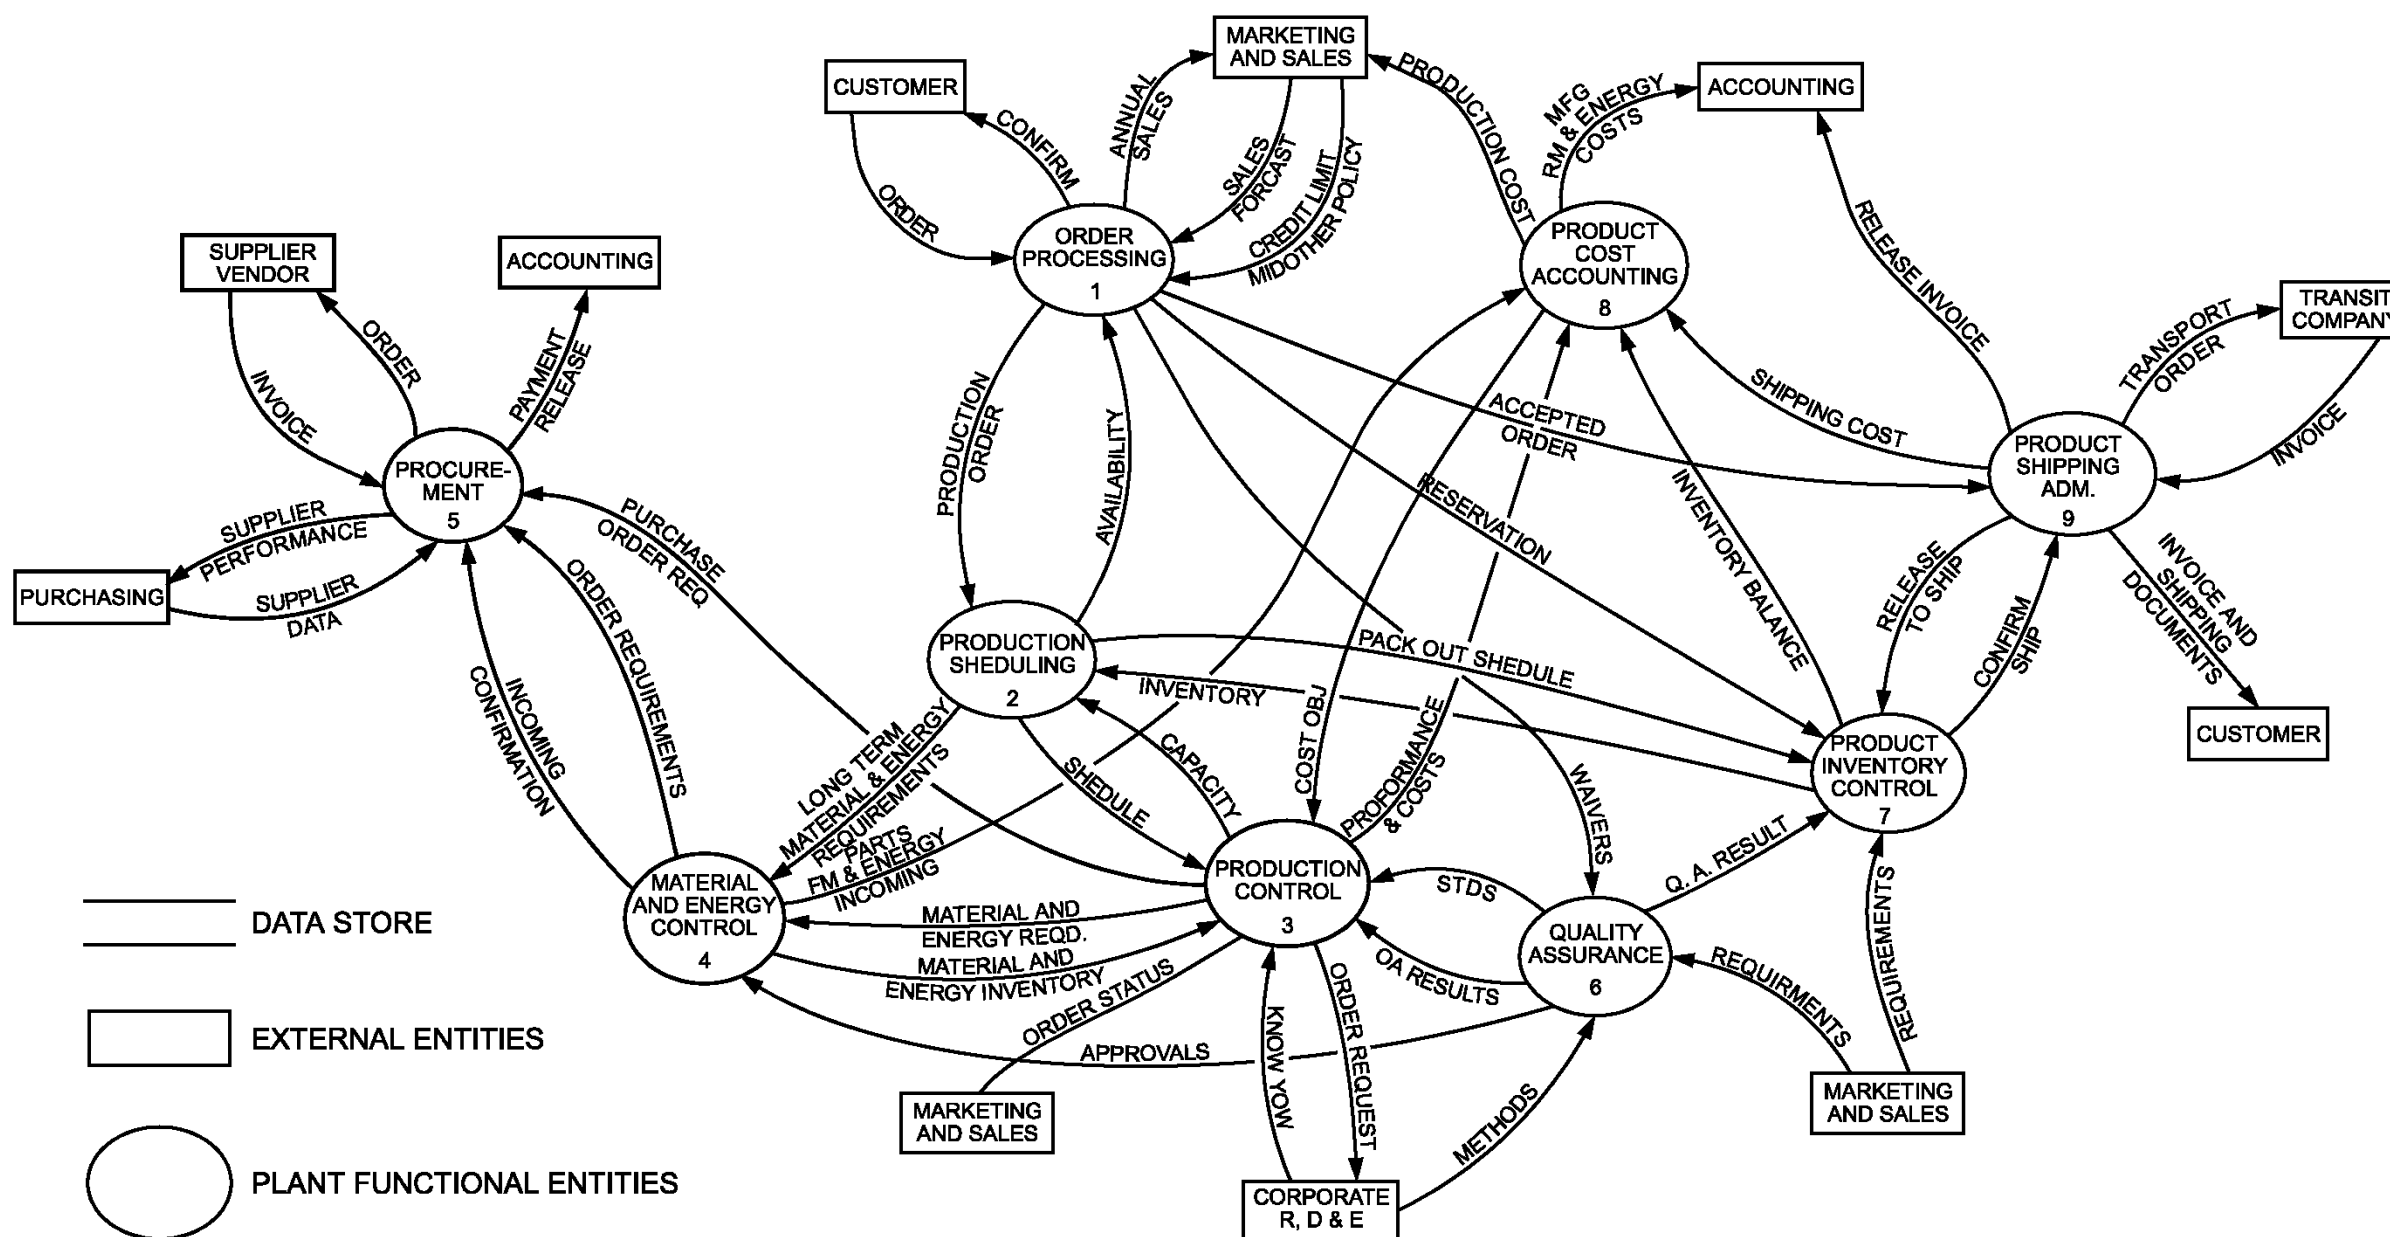 MARKETING
AND SALES
CUSTOMER
ACCOUNTING
PRODUCTION COST
MFG
RM & ENERGY
COSTS
ANNUAL
SALES
CONFIRM
ORDER
SALES
FORCAST
CREDIT LIMIT
MIDOTHER POLICY
ORDER
PROCESSING
1
PRODUCT
COST
ACCOUNTING
8
RELEASE INVOICE
SUPPLIER
VENDOR
ACCOUNTING
TRANSIT
COMPANY
TRANSPORT
ORDER
INVOICE
ORDER
INVOICE
PAYMENT
RELEASE
PRODUCTION
ORDER
AVAILABILITY
ACCEPTED
ORDER
SHIPPING COST
PRODUCT
SHIPPING
ADM.
9
PROCURE-
MENT
5
RESERVATION
INVENTORY BALANCE
SUPPLIER
PERFORMANCE
PURCHASE
ORDER REQ.
PURCHASING
SUPPLIER
DATA
ORDER REQUIREMENTS
RELEASE
TO SHIP
CONFIRM
SHIP
INVOICE AND
SHIPPING
DOCUMENTS
PRODUCTION
SHEDULING
2
PACK OUT SHEDULE
INVENTORY
INCOMING
CONFIRMATION
CUSTOMER
LONG TERM
MATERIAL & ENERGY
REQUIREMENTS
PARTS
FM & ENERGY
INCOMING
SHEDULE
CAPACITY
COST OBJ
PROFORMANCE
& COSTS
WAIVERS
PRODUCT
INVENTORY
CONTROL
7
Q. A. RESULT
MATERIAL
AND ENERGY
CONTROL
4
PRODUCTION
CONTROL
3
STDS
QUALITY
ASSURANCE
6
MATERIAL AND
ENERGY REQD.
MATERIAL AND
ENERGY INVENTORY
OA RESULTS
REQUIRMENTS
REQUIREMENTS
ORDER STATUS
APPROVALS
KNOW YOW
ORDER REQUEST
METHODS
MARKETING
AND SALES
MARKETING
AND SALES
CORPORATE
R, D & E
DATA STORE
EXTERNAL ENTITIES
PLANT FUNCTIONAL ENTITIES